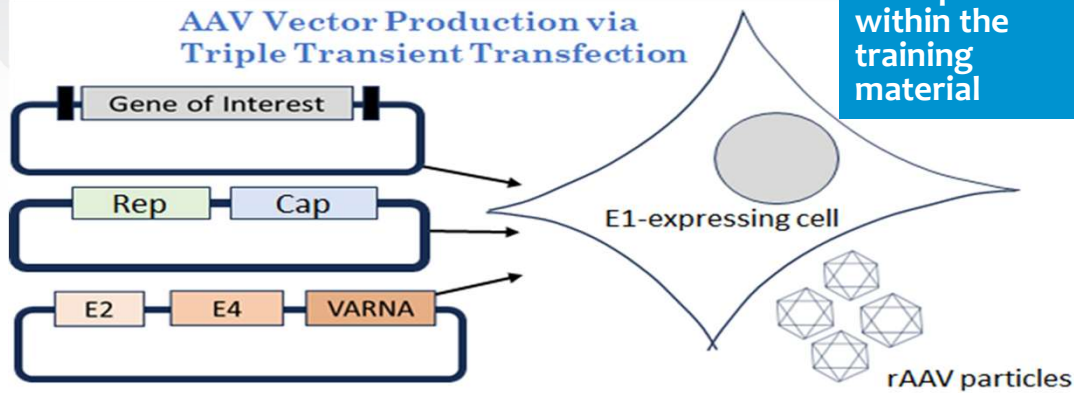 AAV Vector Production via
Triple Transient Transfection
within the
training
material
Gene of Interest
Rep
Cap
E2
E4
VARNA
E1-expressing cell
rAAV particles